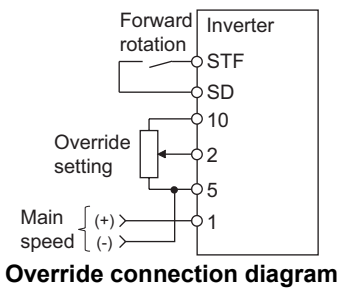 Forward
rotation
Inverter
STF
SD
10
Override
setting
2
5
Main
speed
(+)
(-)
1
Override connection diagram